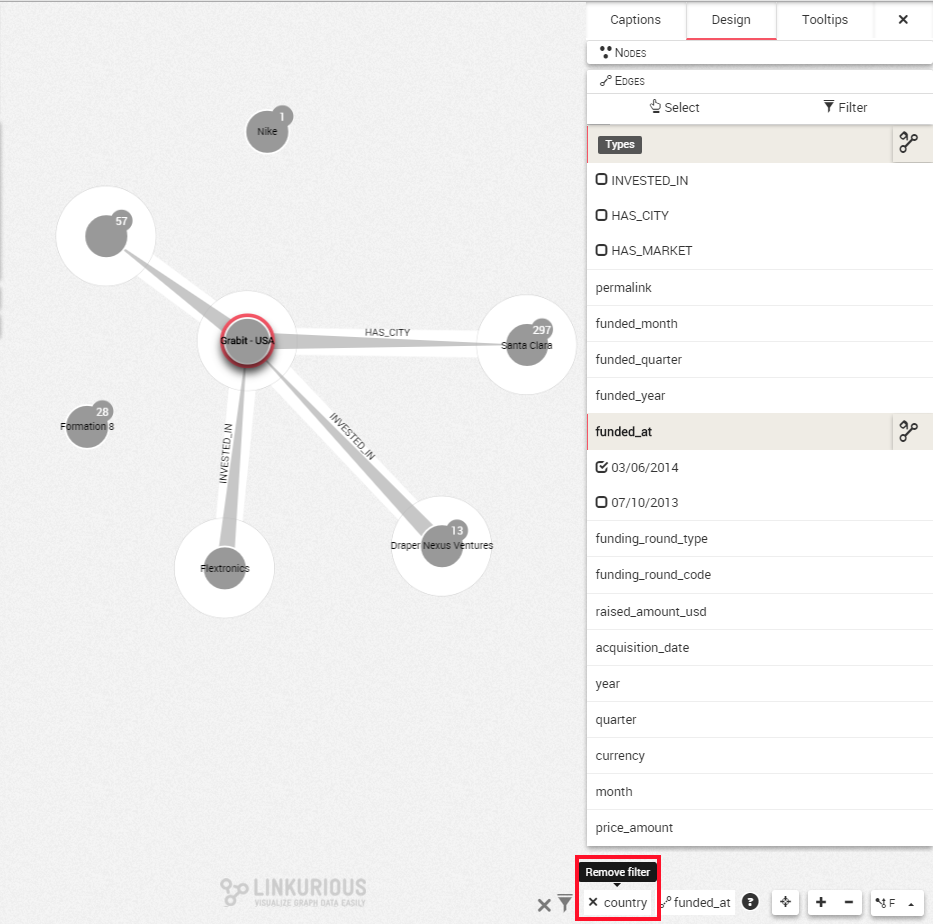 Captions
Design
Tooltips
Nodes
Edges
Select
Filter
Types
INVESTED_IN
HAS_CITY
HAS_MARKET
permalink
funded_month
funded_quarter
funded_year
funded_at
03/06/2014
07/10/2013
funding_round_type
funding_round_code
raised_amount_usd
acquisition_date
year
quarter
currency
month
price_amount
1
Nike
57
Grabit - USA
HAS_CITY
297
Santa Clara
28
Formation 8
INVESTED_IN
INVESTED_IN
13
Draper Nexus Ventures
Flextronics
LINKURIOUS
VISUALIZE GRAPH DATA EASILY
Remove filter
country
funded_at
?
F